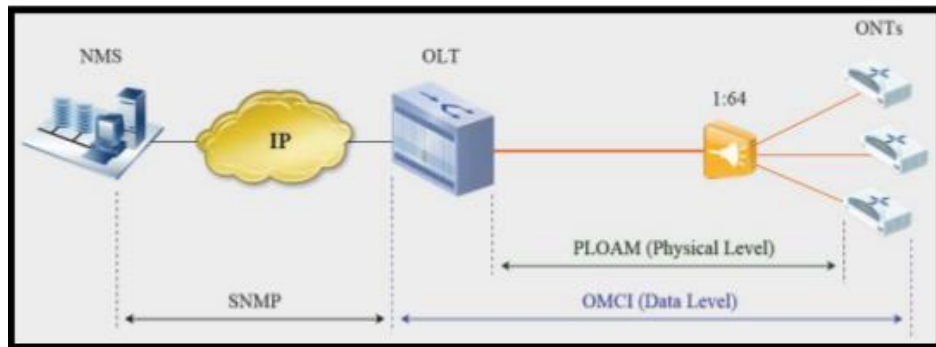 NMS
OLT
ONTs
1:64
IP
PLOAM (Physical Level)
SNMP
OMCI (Data Level)